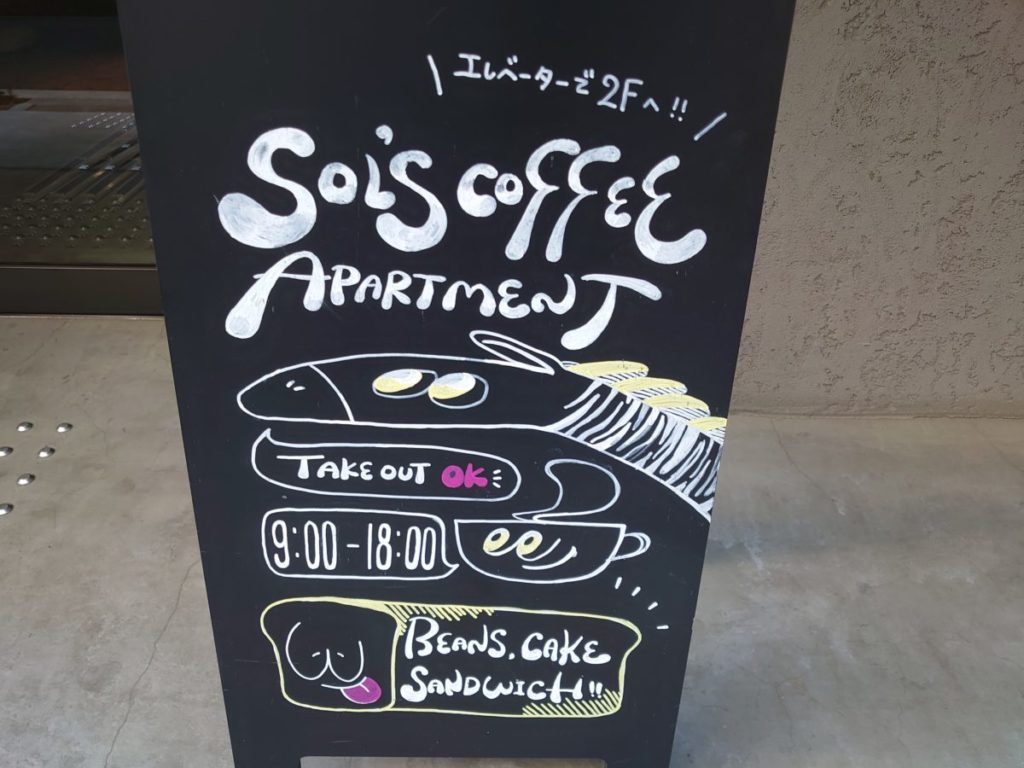 エレベーターで2Fへ!!
SOL'S COFFEE
APARTMENT
TAKE OUT OK
9:00-18:00
BEANS. CAKE
SANDWICH!!